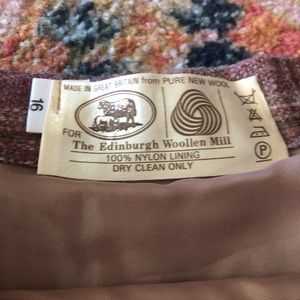 MADE IN GREAT BRITAIN from PURE NEW WOOL
FOR
The Edinburgh Woollen Mill
100% NYLON LINING
DRY CLEAN ONLY
16
P